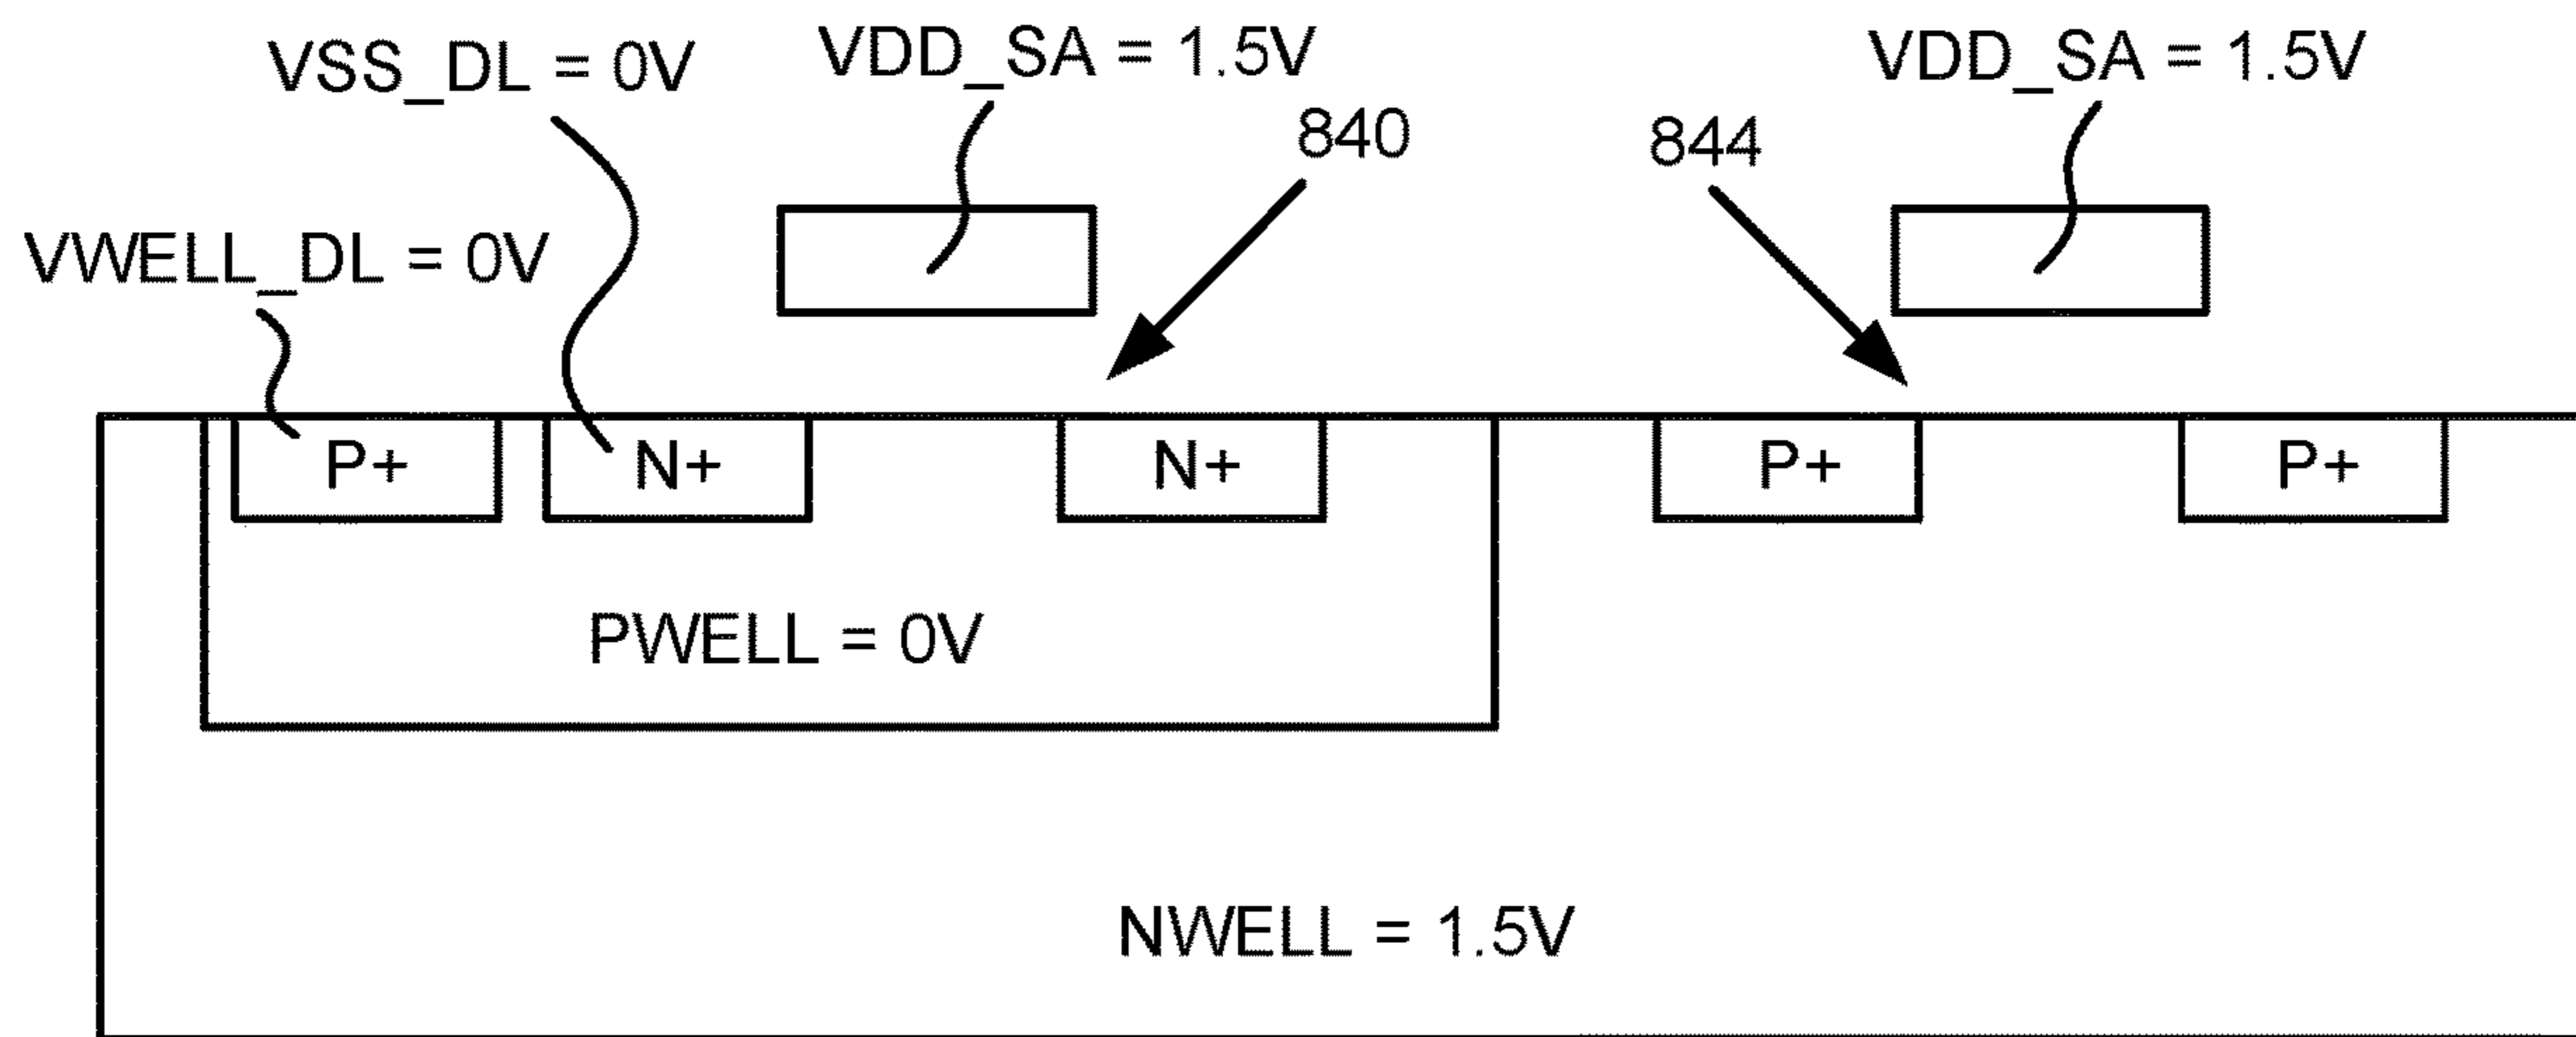 VSS_DL = 0V
VDD_SA = 1.5V
VDD_SA = 1.5V
840
844
VWELL_DL = 0V
P+
N+
N+
P+
P+
PWELL = 0V
NWELL = 1.5V